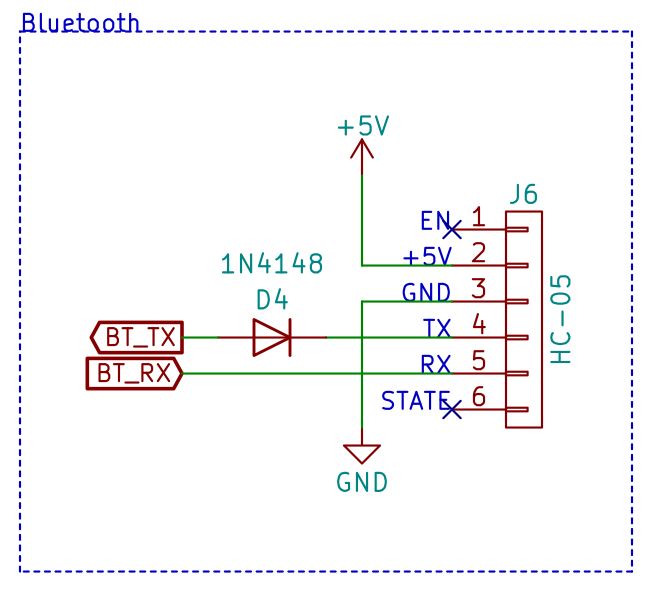 Bluetooth
+5V
J6
EN 1
+5V 2
1N4148
GND 3
D4
HC-05
TX 4
BT_TX
RX 5
BT_RX
STATE 6
GND